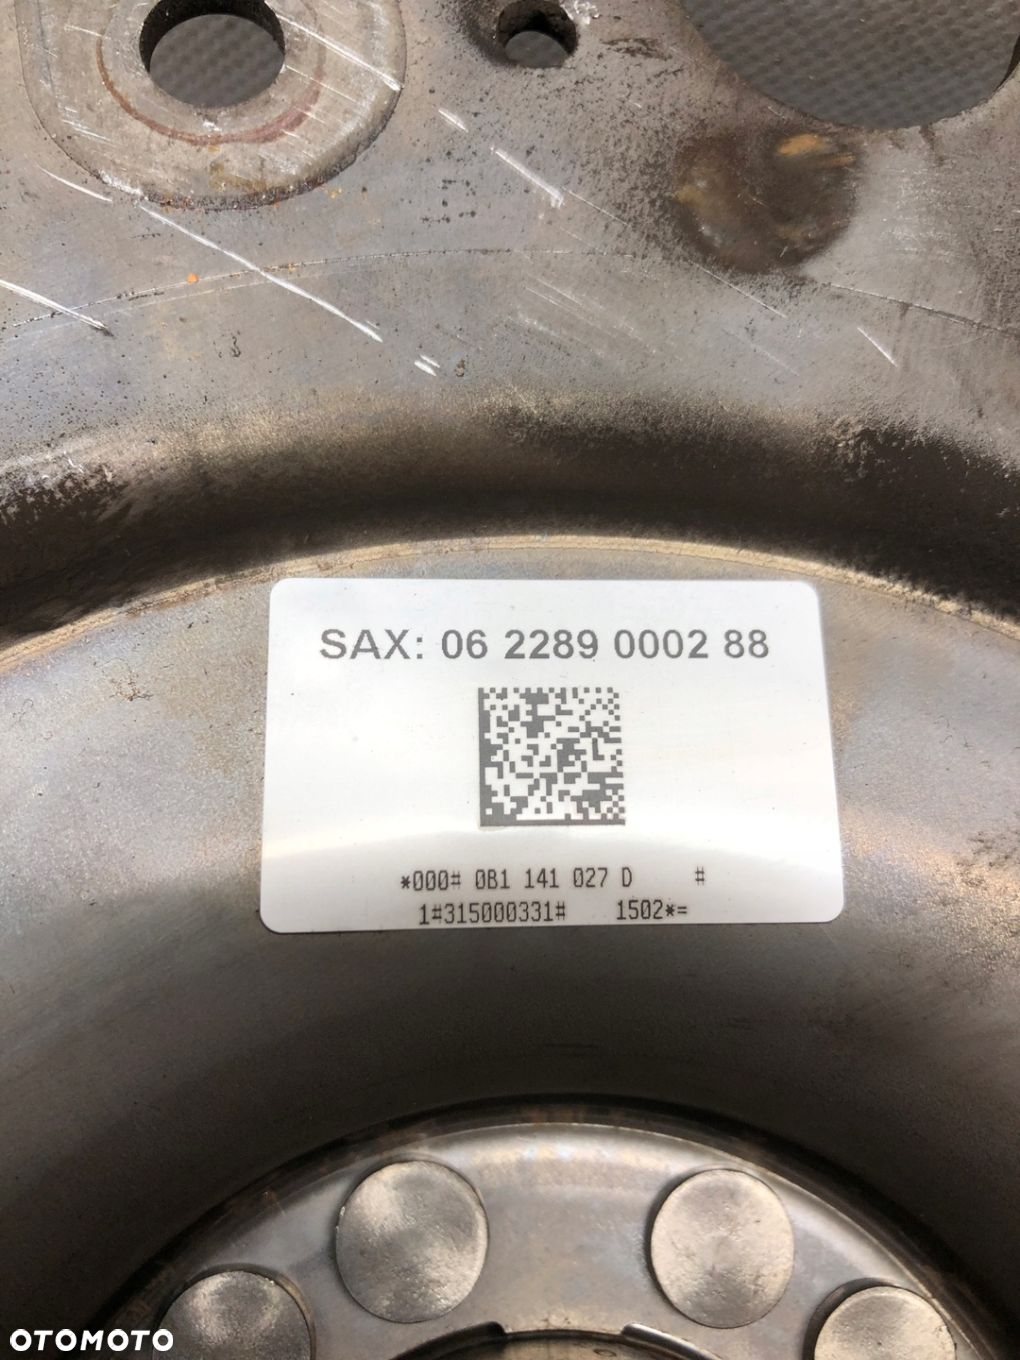 SAX: 06 2289 0002 88
*000# 0B1 141 027 D #
1#315000331# 1502*=
OTOMOTO